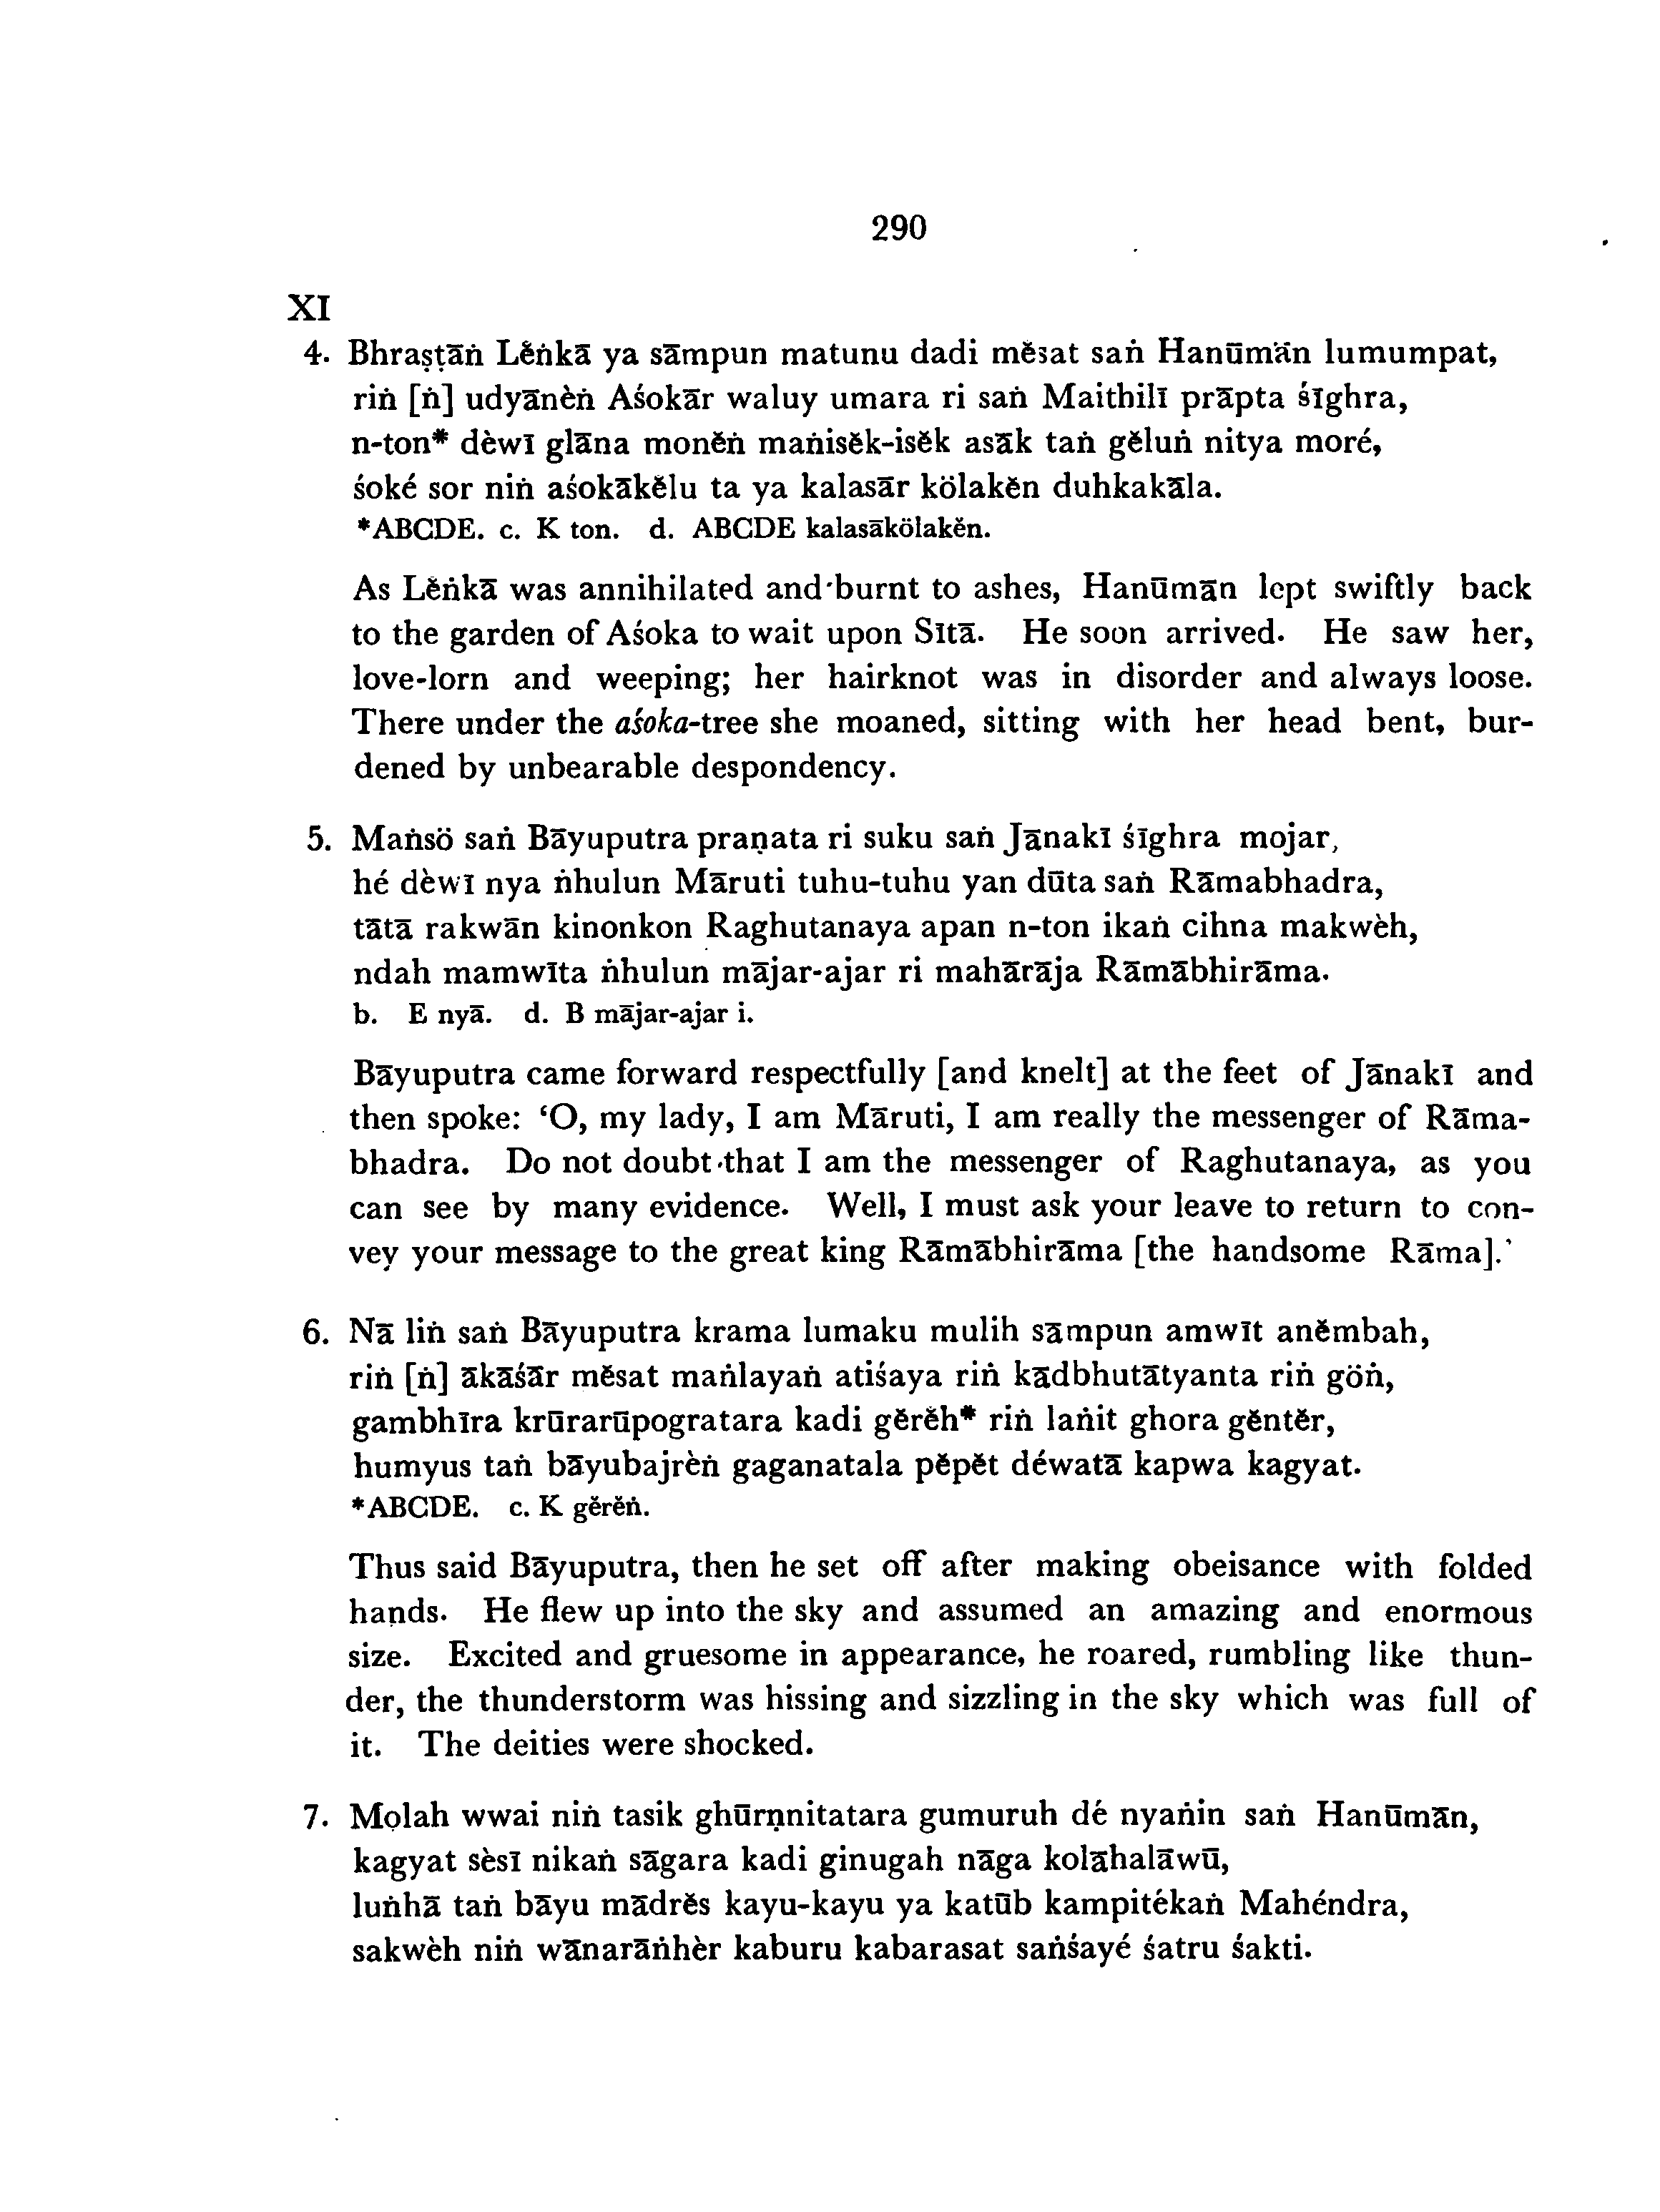 290
XI
4. Bhraṣṭāṅ Lĕṅkā ya sāmpun matunu dadi mĕsat saṅ Hanūmān lumumpat,
riṅ [ṅ] udyānèṅ Aśokār waluy umara ri saṅ Maithilī prāpta śīghra,
n-ton* dèwī glāna monĕṅ maṅisĕk-isĕk asāk taṅ gĕluṅ nitya moré,
śoké sor niṅ aśokākĕlu ta ya kalasār kölakĕn duhkakāla.
*ABCDE. c. K ton. d. ABCDE kalasākölakĕn.
As Lĕṅkā was annihilated and burnt to ashes, Hanūmān lept swiftly back
to the garden of Aśoka to wait upon Sītā. He soon arrived. He saw her,
love-lorn and weeping; her hairknot was in disorder and always loose.
There under the aśoka-tree she moaned, sitting with her head bent, bur-
dened by unbearable despondency.
5. Maṅsö saṅ Bāyuputra praṇata ri suku saṅ Jānakī śīghra mojar,
hé dèwī nya ṅhulun Māruti tuhu-tuhu yan dūta saṅ Rāmabhadra,
tātā rakwān kinonkon Raghutanaya apan n-ton ikaṅ cihna makwèh,
ndah mamwīta ṅhulun mājar-ajar ri mahārāja Rāmābhirāma.
b. E nyā. d. B mājar-ajar i.
Bāyuputra came forward respectfully [and knelt] at the feet of Jānakī and
then spoke: ‘O, my lady, I am Māruti, I am really the messenger of Rāma-
bhadra. Do not doubt that I am the messenger of Raghutanaya, as you
can see by many evidence. Well, I must ask your leave to return to con-
vey your message to the great king Rāmābhirāma [the handsome Rāma].’
6. Nā liṅ saṅ Bāyuputra krama lumaku mulih sāmpun amwīt anĕmbah,
riṅ [ṅ] ākāśār mĕsat maṅlayaṅ atiśaya riṅ kādbhutātyanta riṅ göṅ,
gambhīra krūrarūpogratara kadi gĕrĕh* riṅ laṅit ghora gĕntĕr,
humyus taṅ bāyubajrèṅ gaganatala pĕpĕt déwatā kapwa kagyat.
*ABCDE. c. K gĕrĕṅ.
Thus said Bāyuputra, then he set off after making obeisance with folded
hands. He flew up into the sky and assumed an amazing and enormous
size. Excited and gruesome in appearance, he roared, rumbling like thun-
der, the thunderstorm was hissing and sizzling in the sky which was full of
it. The deities were shocked.
7. Molah wwai niṅ tasik ghūrṇnitatara gumuruh dé nyaṅin saṅ Hanūmān,
kagyat sèsī nikaṅ sāgara kadi ginugah nāga kolāhalāwū,
luṅhā taṅ bāyu mādrĕs kayu-kayu ya katūb kampitékaṅ Mahéndra,
sakwèh niṅ wānarāṅhèr kaburu kabarasat saṅśayé śatru śakti.